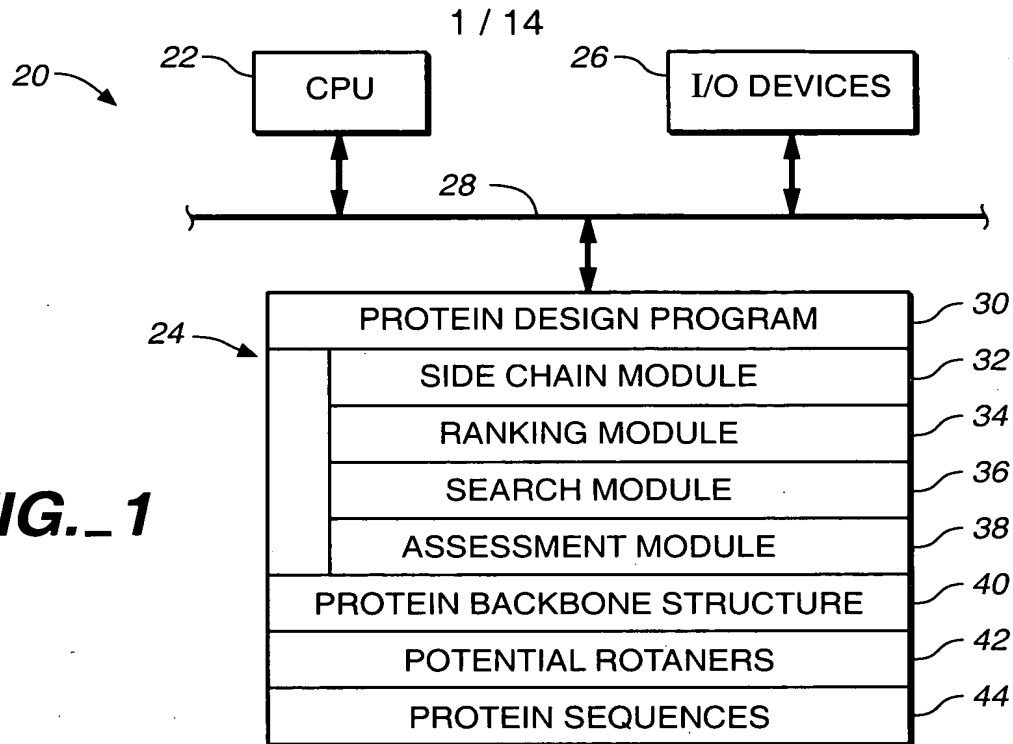 1 / 14
20
22
CPU
26
I/O DEVICES
28
24
PROTEIN DESIGN PROGRAM
30
SIDE CHAIN MODULE
32
RANKING MODULE
34
SEARCH MODULE
36
ASSESSMENT MODULE
38
PROTEIN BACKBONE STRUCTURE
40
POTENTIAL ROTANERS
42
PROTEIN SEQUENCES
44
IG._1